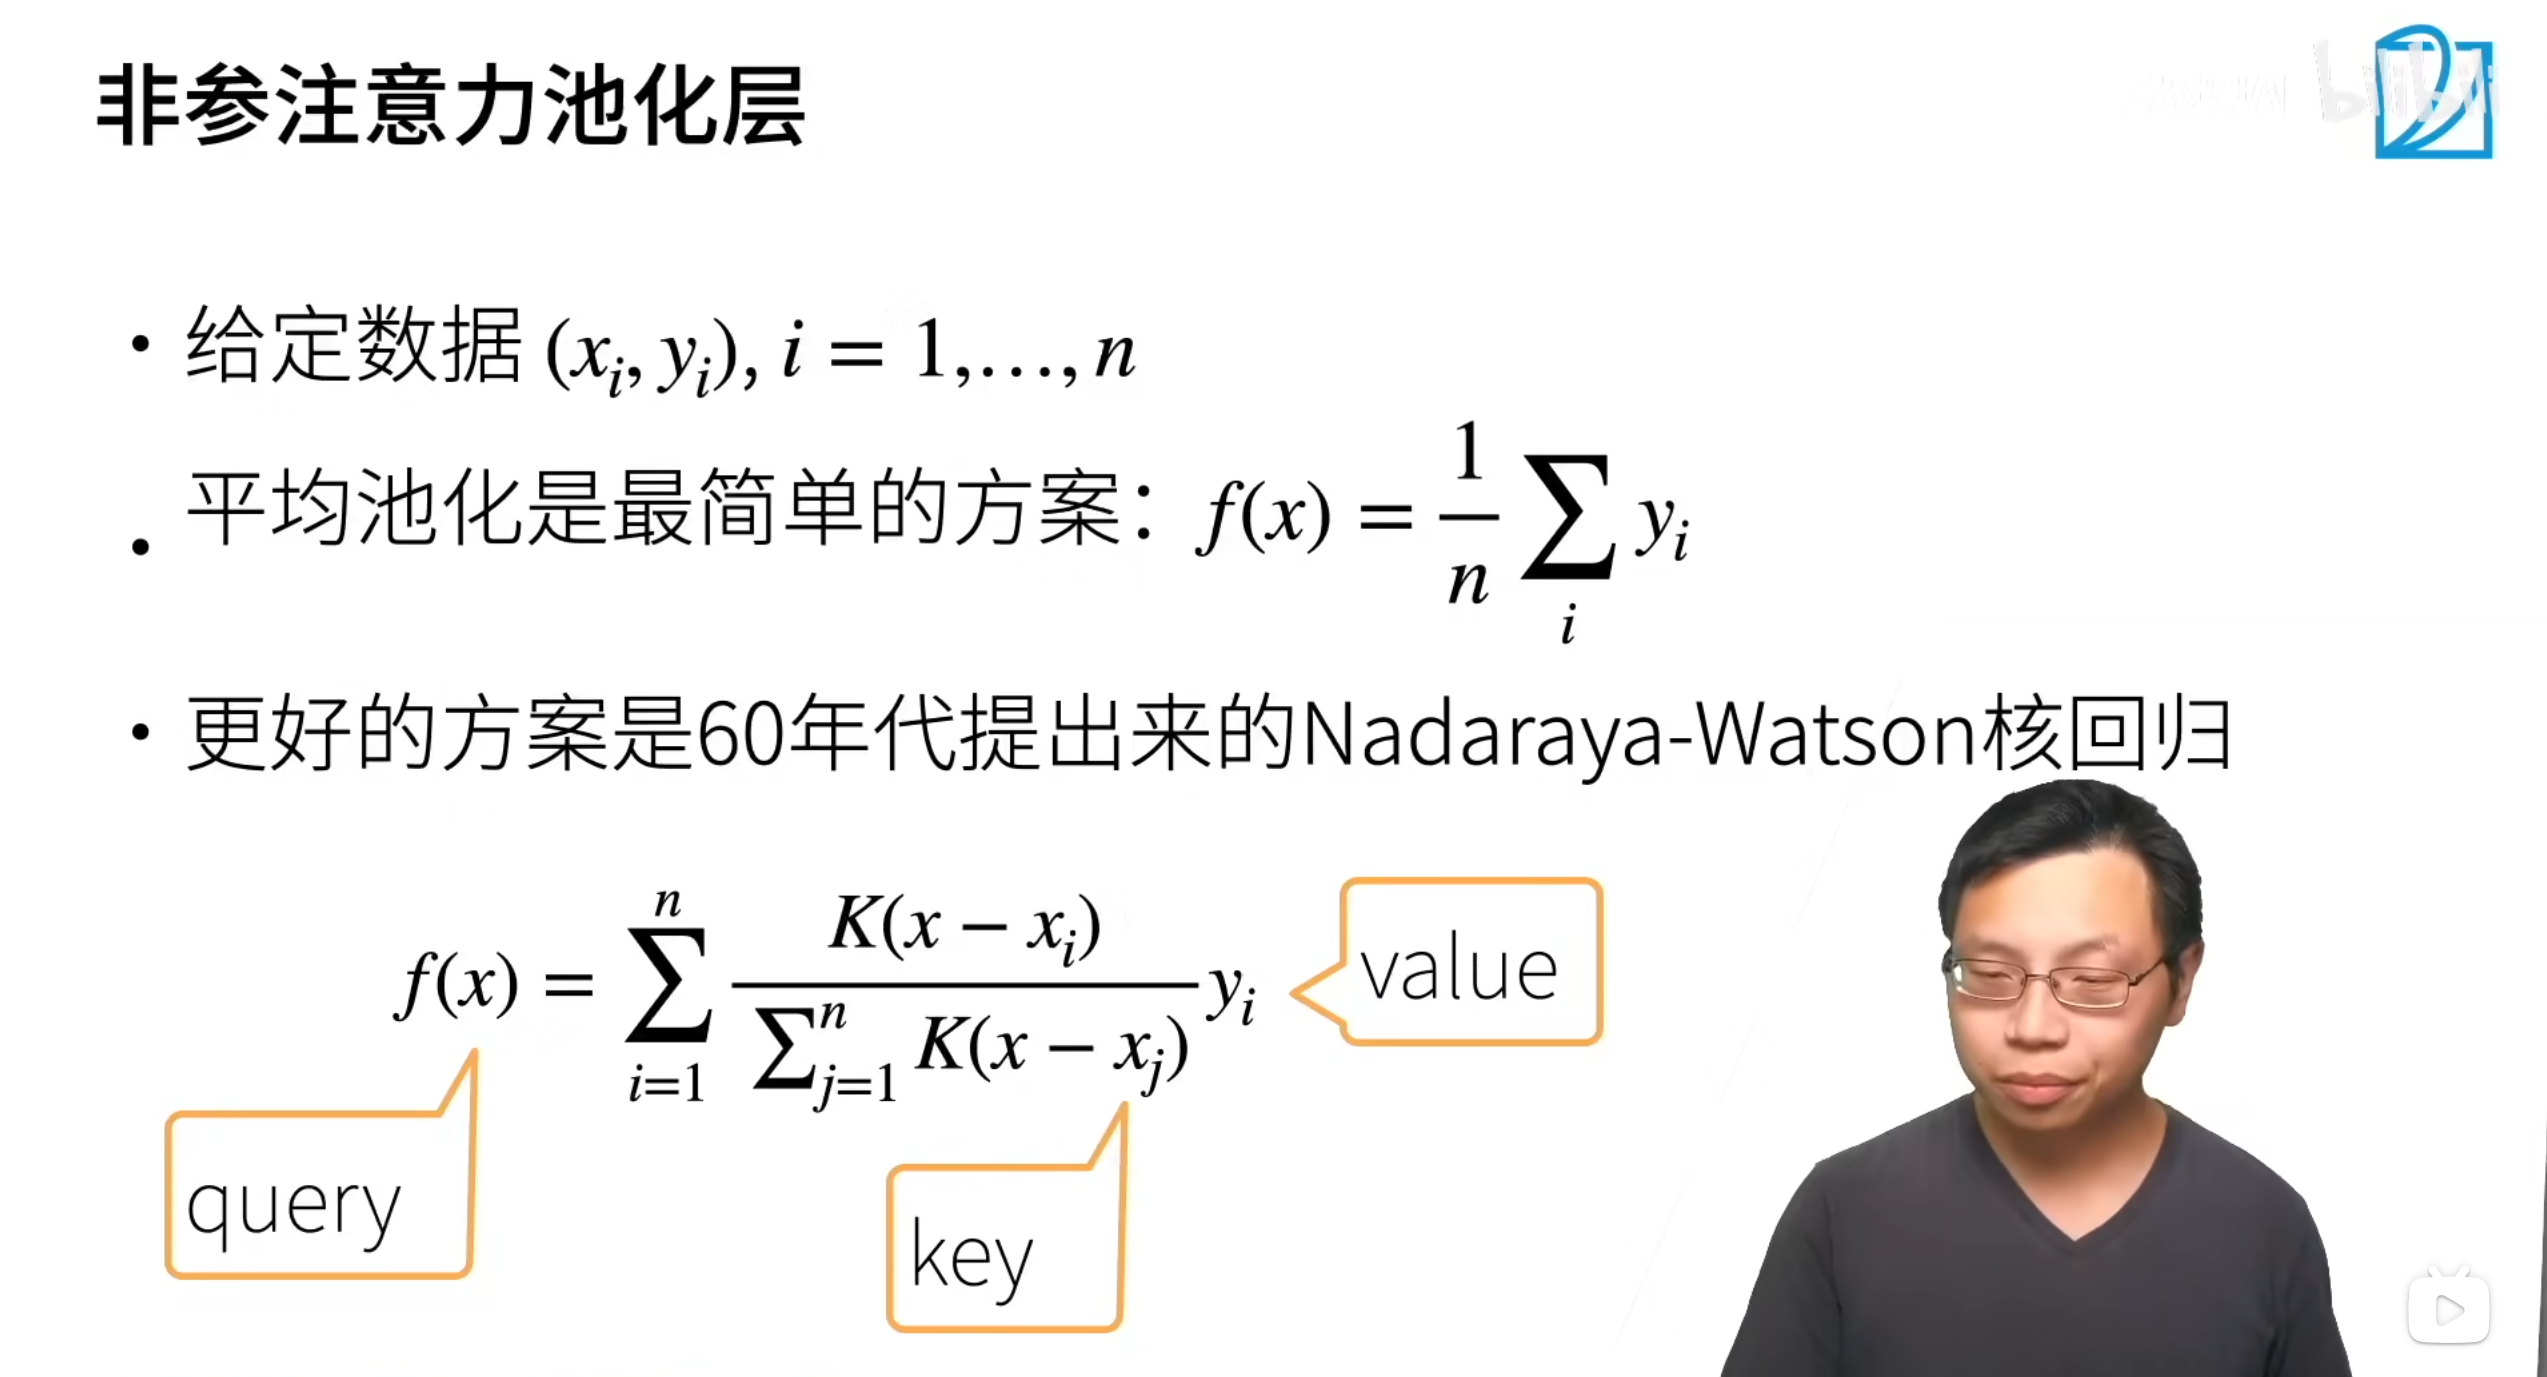 非参注意力池化层
• 给定数据 (x_i, y_i), i = 1,…, n
• 平均池化是最简单的方案：f(x) = \frac{1}{n} \sum_i y_i
• 更好的方案是60年代提出来的Nadaraya-Watson核回归
f(x) = \sum_{i=1}^{n} \frac{K(x - x_i)}{\sum_{j=1}^{n} K(x - x_j)} y_i
value
query
key
bilibili